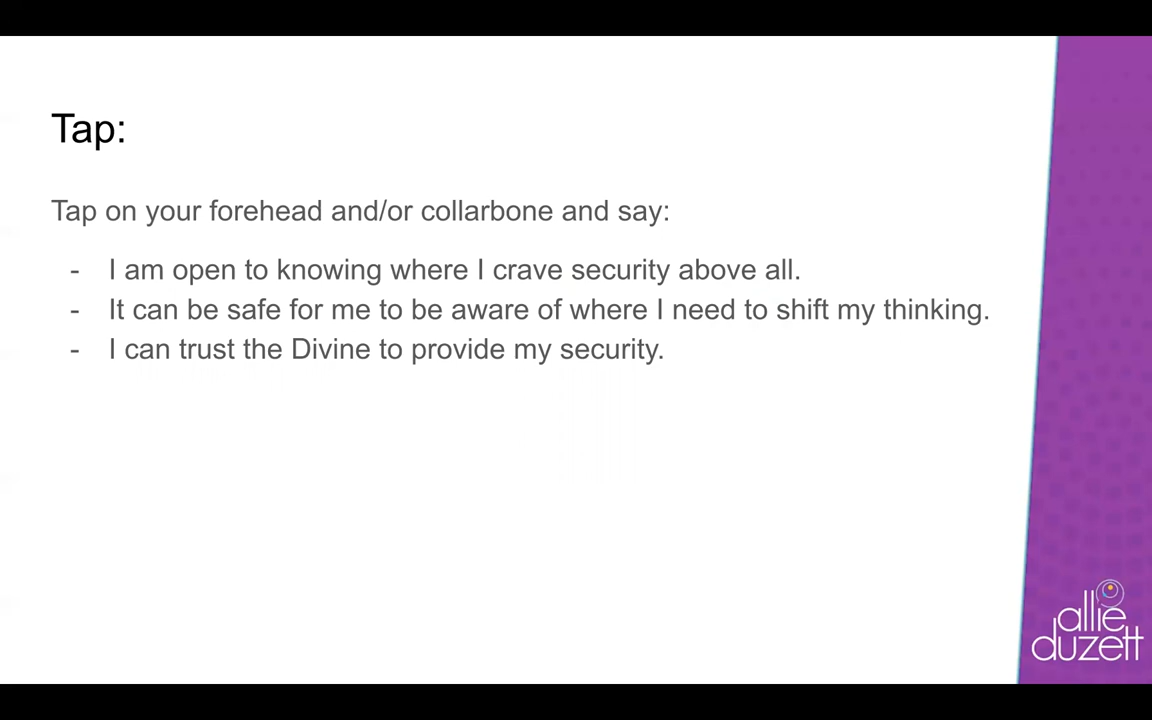 Tap:
Tap on your forehead and/or collarbone and say:
- I am open to knowing where I crave security above all.
- It can be safe for me to be aware of where I need to shift my thinking.
- I can trust the Divine to provide my security.
allie
duzett